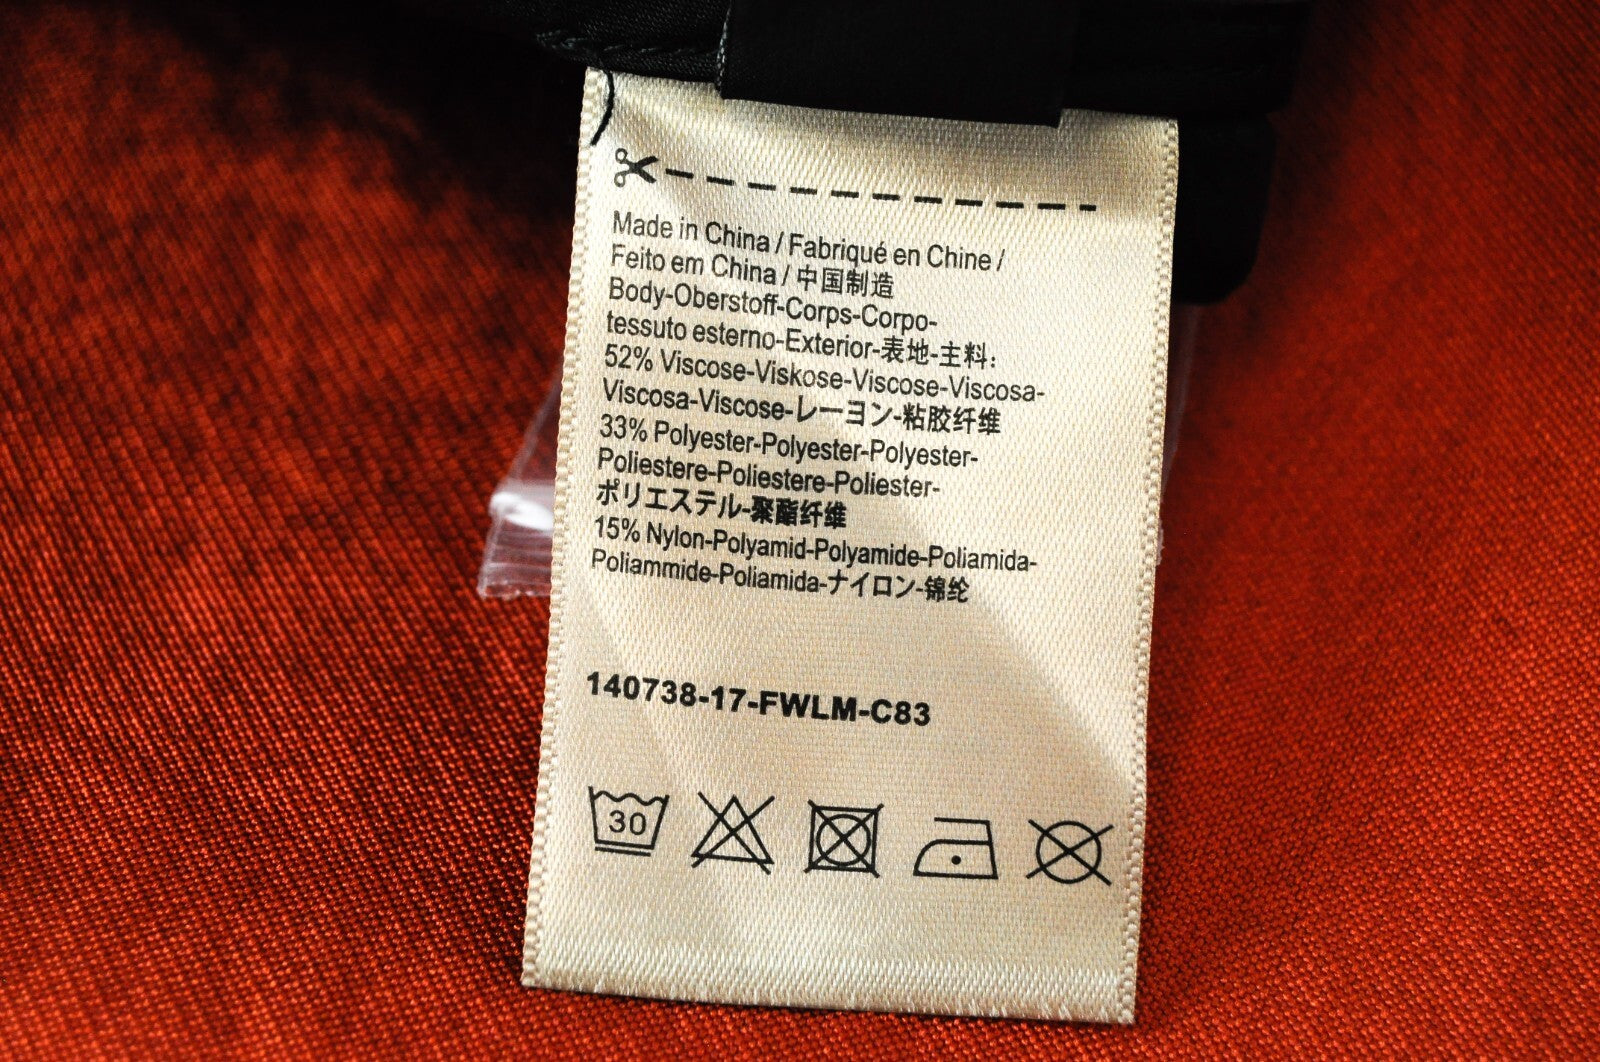 Made in China / Fabriqué en Chine /
Feito em China / 中国制造
Body-Oberstoff-Corps-Corpo-
tessuto esterno-Exterior-表地-主料:
52% Viscose-Viskose-Viscose-Viscosa-
Viscosa-Viscose-レーヨン-粘胶纤维
33% Polyester-Polyester-Polyester-
Poliestere-Poliestere-Poliester-
ポリエステル-聚酯纤维
15% Nylon-Polyamid-Polyamide-Poliamida-
Poliammide-Poliamida-ナイロン-锦纶
140738-17-FWLM-C83
30